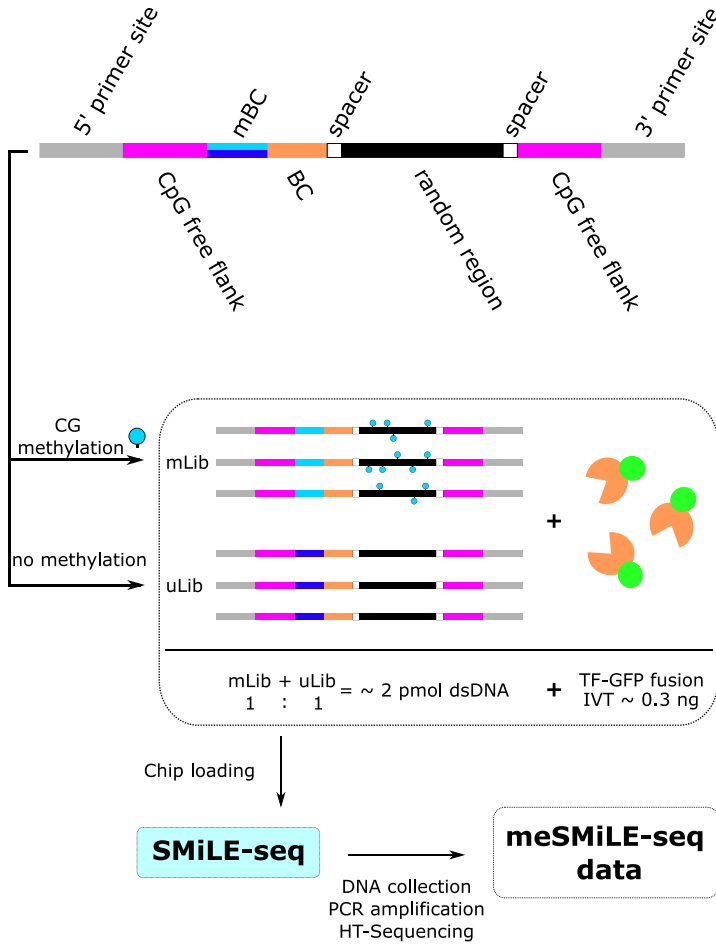 5' primer site
mBC
spacer
spacer
3' primer site
CpG free flank
BC
random region
CpG free flank
CG
methylation
mLib
no methylation
uLib
+
mLib + uLib = ~ 2 pmol dsDNA
1 : 1
+
TF-GFP fusion
IVT ~ 0.3 ng
Chip loading
SMiLE-seq
meSMiLE-seq
data
DNA collection
PCR amplification
HT-Sequencing